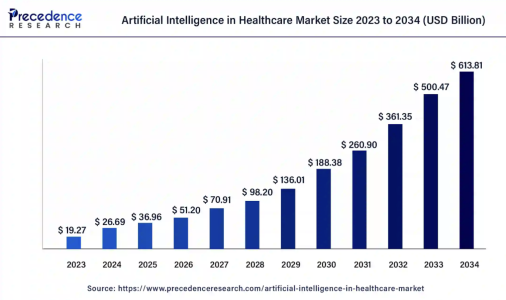 Precedence
RESEARCH
Artificial Intelligence in Healthcare Market Size 2023 to 2034 (USD Billion)
$ 19.27
$ 26.69
$ 36.96
$ 51.20
$ 70.91
$ 98.20
$ 136.01
$ 188.38
$ 260.90
$ 361.35
$ 500.47
$ 613.81
2023 2024 2025 2026 2027 2028 2029 2030 2031 2032 2033 2034
Source: https://www.precedenceresearch.com/artificial-intelligence-in-healthcare-market